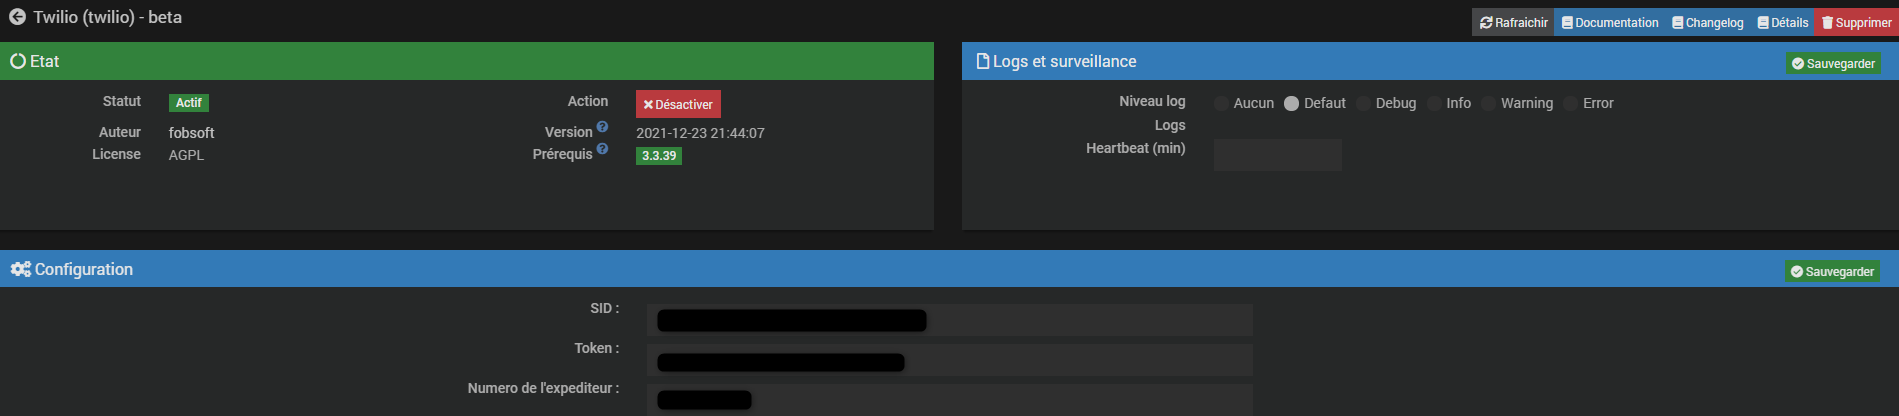 Twilio (twilio) - beta
Rafraichir Documentation Changelog Détails Supprimer
Etat
Statut Actif
Action Désactiver
Auteur fobsoft
Version ? 2021-12-23 21:44:07
License AGPL
Prérequis ? 3.3.39
Logs et surveillance Sauvegarder
Niveau log Aucun Defaut Debug Info Warning Error
Logs
Heartbeat (min)
Configuration Sauvegarder
SID :
Token :
Numero de l'expediteur :